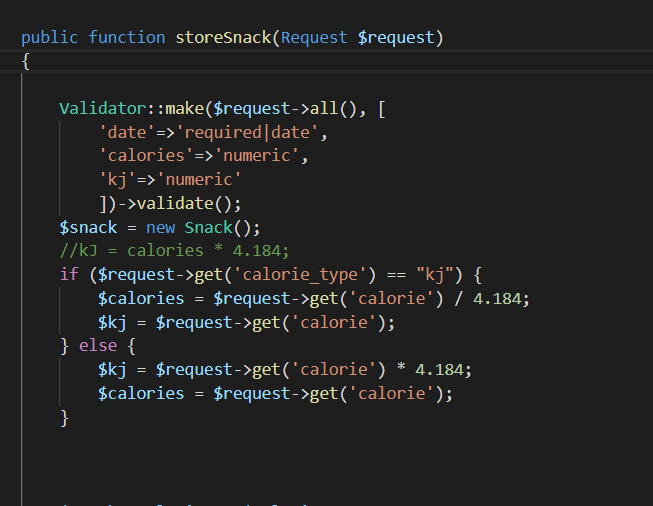 public function storeSnack(Request $request)
{
Validator::make($request->all(), [
'date'=>'required|date',
'calories'=>'numeric',
'kj'=>'numeric'
])->validate();
$snack = new Snack();
//kJ = calories * 4.184;
if ($request->get('calorie_type') == "kj") {
$calories = $request->get('calorie') / 4.184;
$kj = $request->get('calorie');
} else {
$kj = $request->get('calorie') * 4.184;
$calories = $request->get('calorie');
}